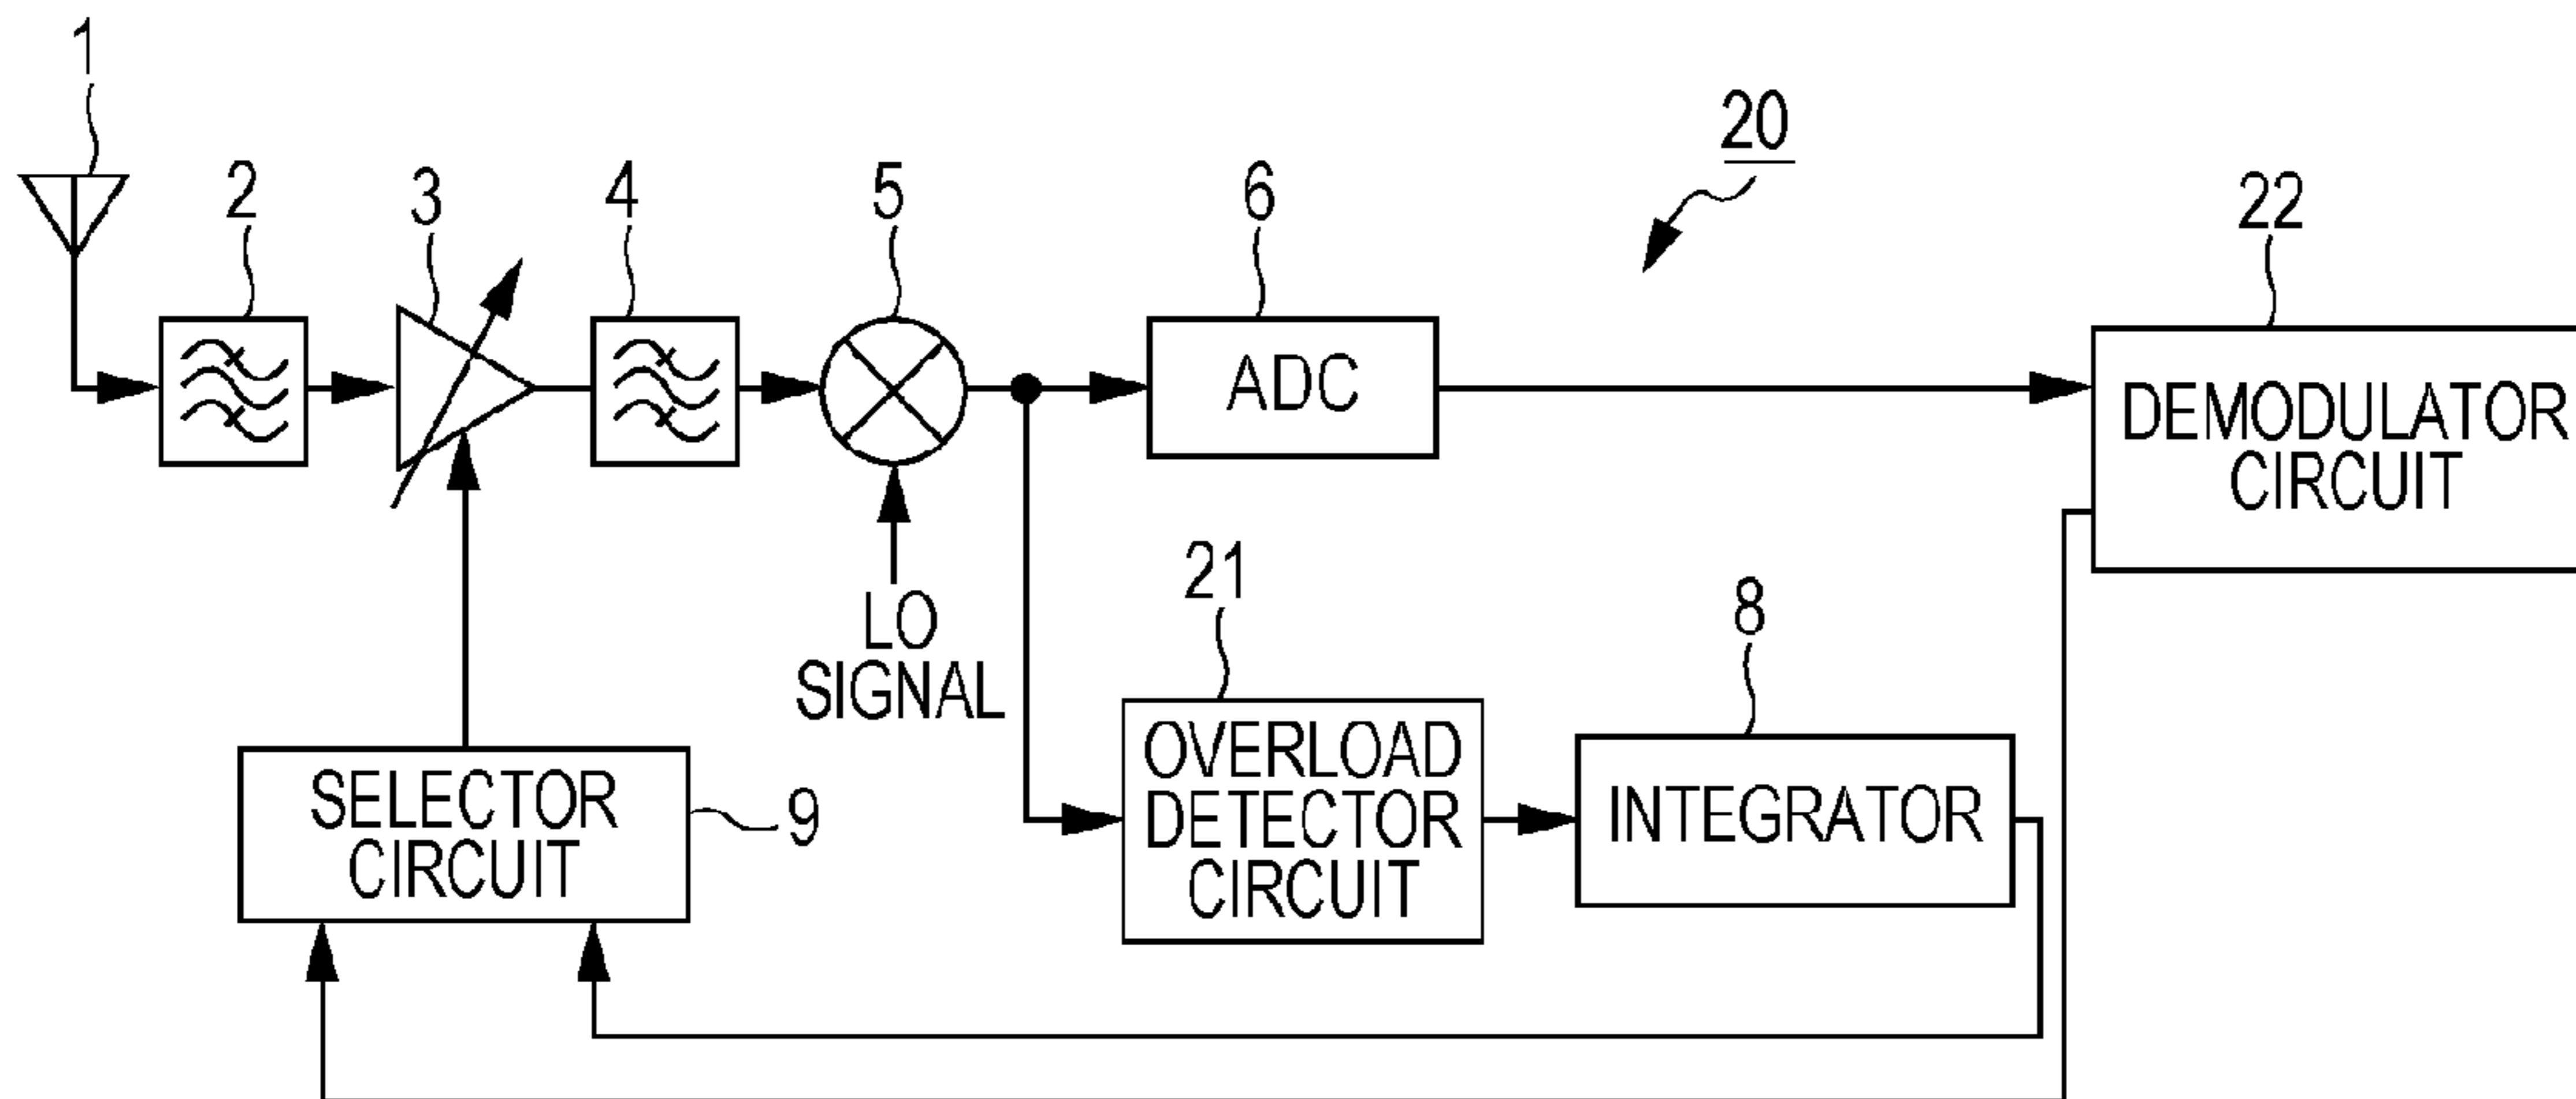 1
2
3
4
5
6
20
22
ADC
DEMODULATOR
CIRCUIT
LO
SIGNAL
21
8
OVERLOAD
DETECTOR
CIRCUIT
INTEGRATOR
SELECTOR
CIRCUIT
9